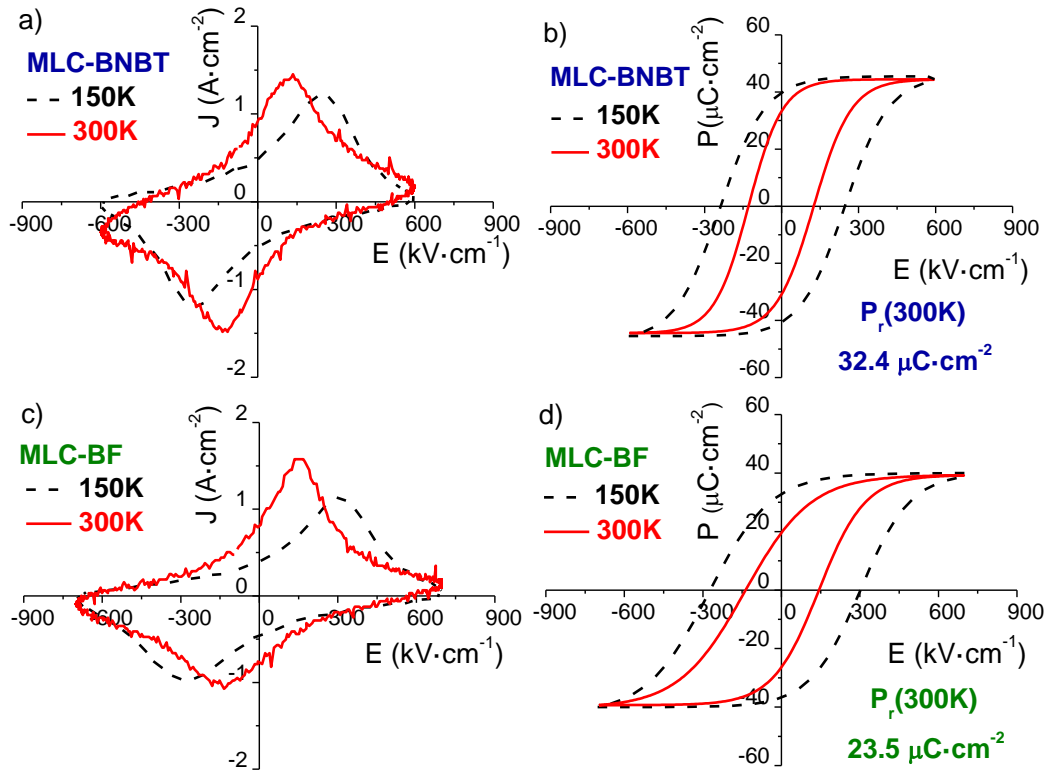 a)
J (A·cm⁻²)
2
MLC-BNBT
150K
300K
1
0
-900 -600 -300 0 300 600 900
E (kV·cm⁻¹)
-1
-2
b)
60
P(μC·cm⁻²)
MLC-BNBT
40
150K
300K
20
0
-900 -600 -300 0 300 600 900
E (kV·cm⁻¹)
-20
-40
-60
Pᵣ(300K)
32.4 μC·cm⁻²
c)
J (A·cm⁻²)
2
MLC-BF
150K
300K
1
0
-900 -600 -300 0 300 600 900
E (kV·cm⁻¹)
-1
-2
d)
60
P (μC·cm⁻²)
MLC-BF
40
150K
300K
20
0
-900 -600 -300 0 300 600 900
E (kV·cm⁻¹)
-20
-40
-60
Pᵣ(300K)
23.5 μC·cm⁻²